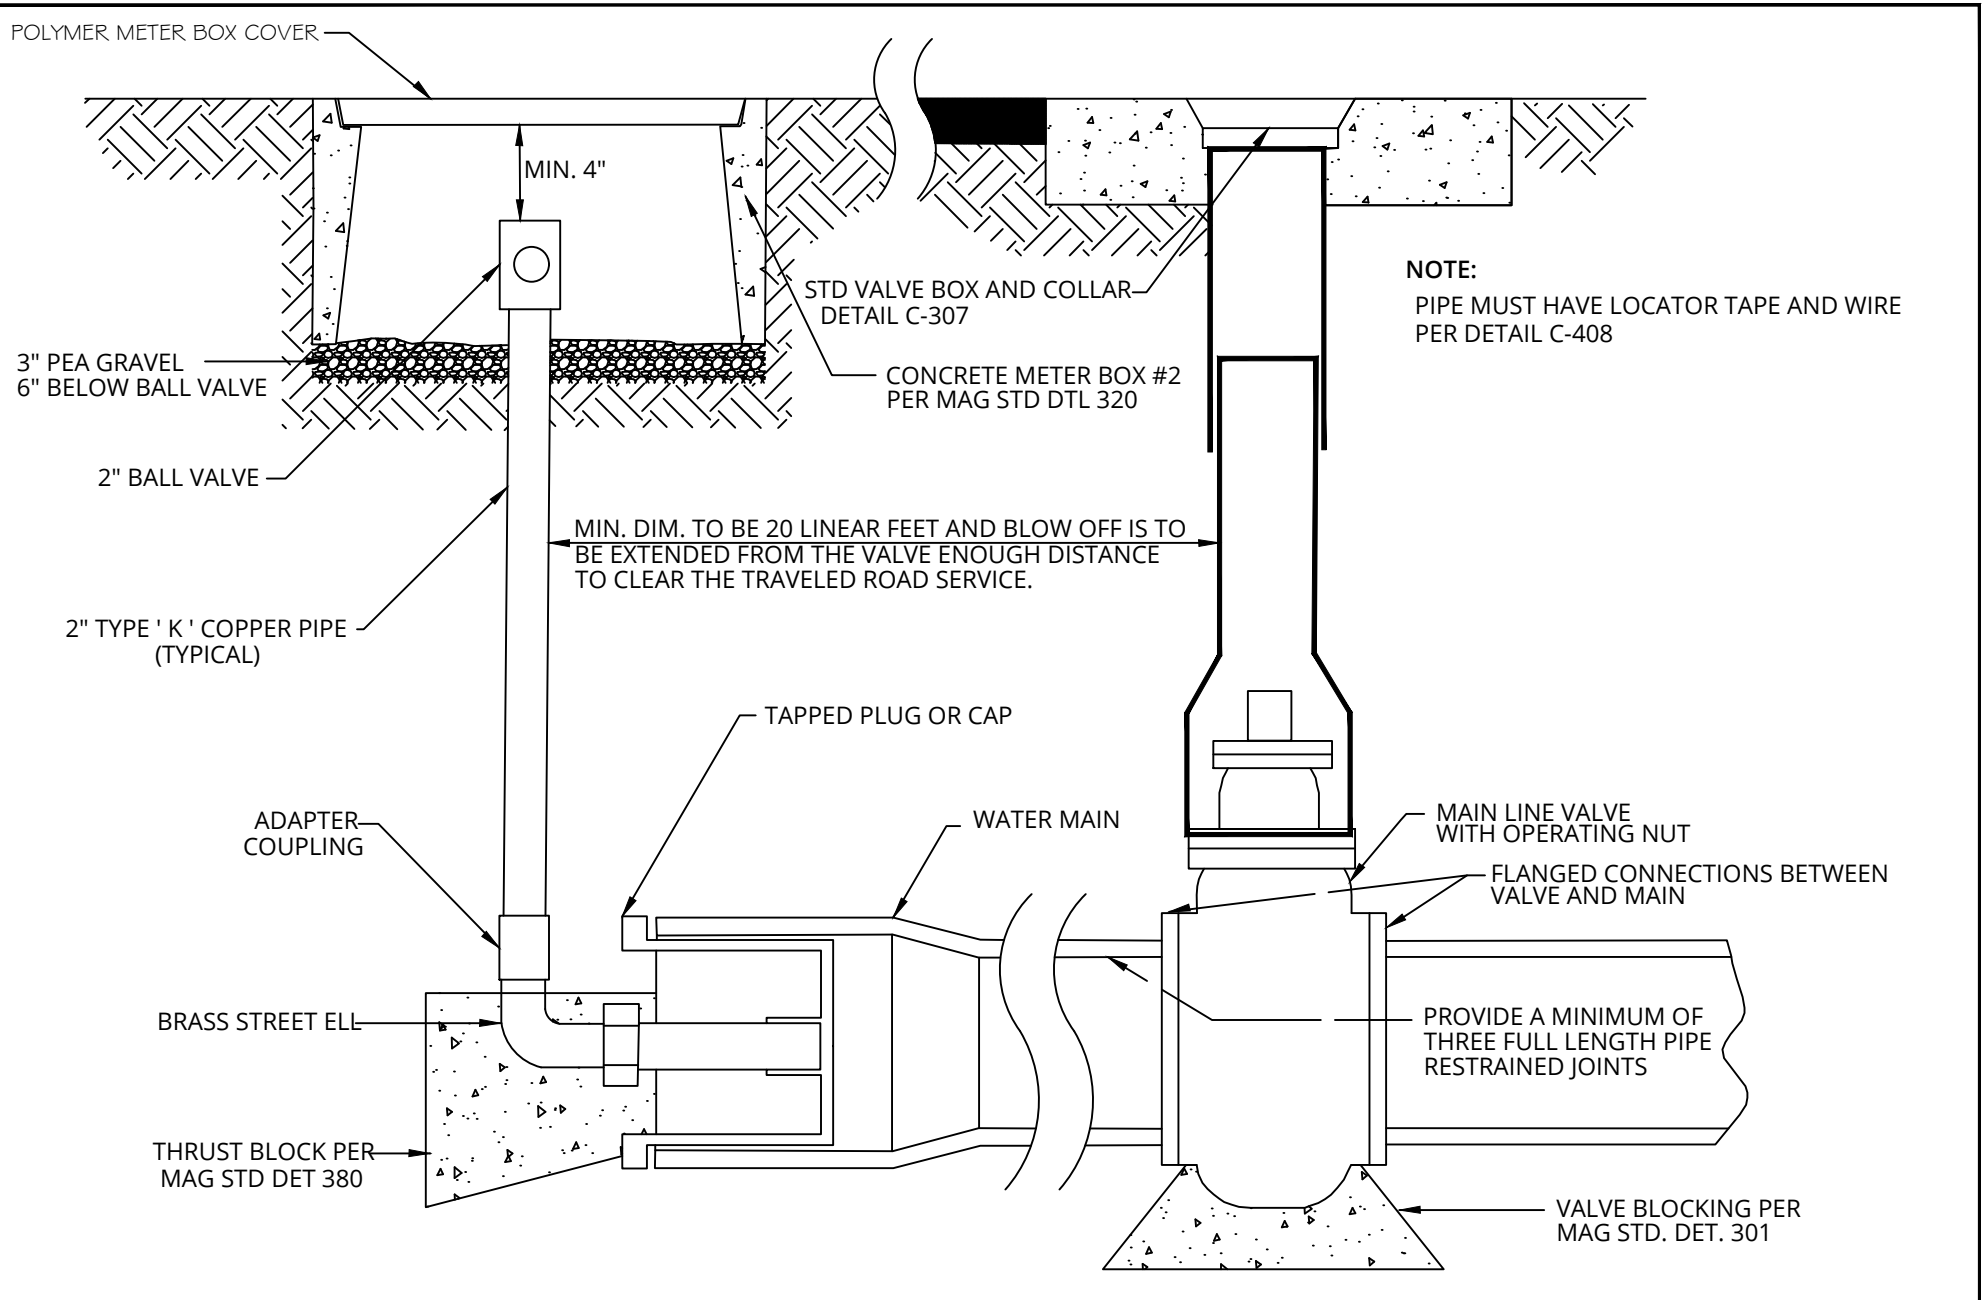 POLYMER METER BOX COVER
MIN. 4"
STD VALVE BOX AND COLLAR
DETAIL C-307
NOTE:
PIPE MUST HAVE LOCATOR TAPE AND WIRE
PER DETAIL C-408
3" PEA GRAVEL
6" BELOW BALL VALVE
CONCRETE METER BOX #2
PER MAG STD DTL 320
2" BALL VALVE
MIN. DIM. TO BE 20 LINEAR FEET AND BLOW OFF IS TO
BE EXTENDED FROM THE VALVE ENOUGH DISTANCE
TO CLEAR THE TRAVELED ROAD SERVICE.
2" TYPE ' K ' COPPER PIPE
(TYPICAL)
TAPPED PLUG OR CAP
ADAPTER
COUPLING
WATER MAIN
MAIN LINE VALVE
WITH OPERATING NUT
FLANGED CONNECTIONS BETWEEN
VALVE AND MAIN
BRASS STREET ELL
PROVIDE A MINIMUM OF
THREE FULL LENGTH PIPE
RESTRAINED JOINTS
THRUST BLOCK PER
MAG STD DET 380
VALVE BLOCKING PER
MAG STD. DET. 301